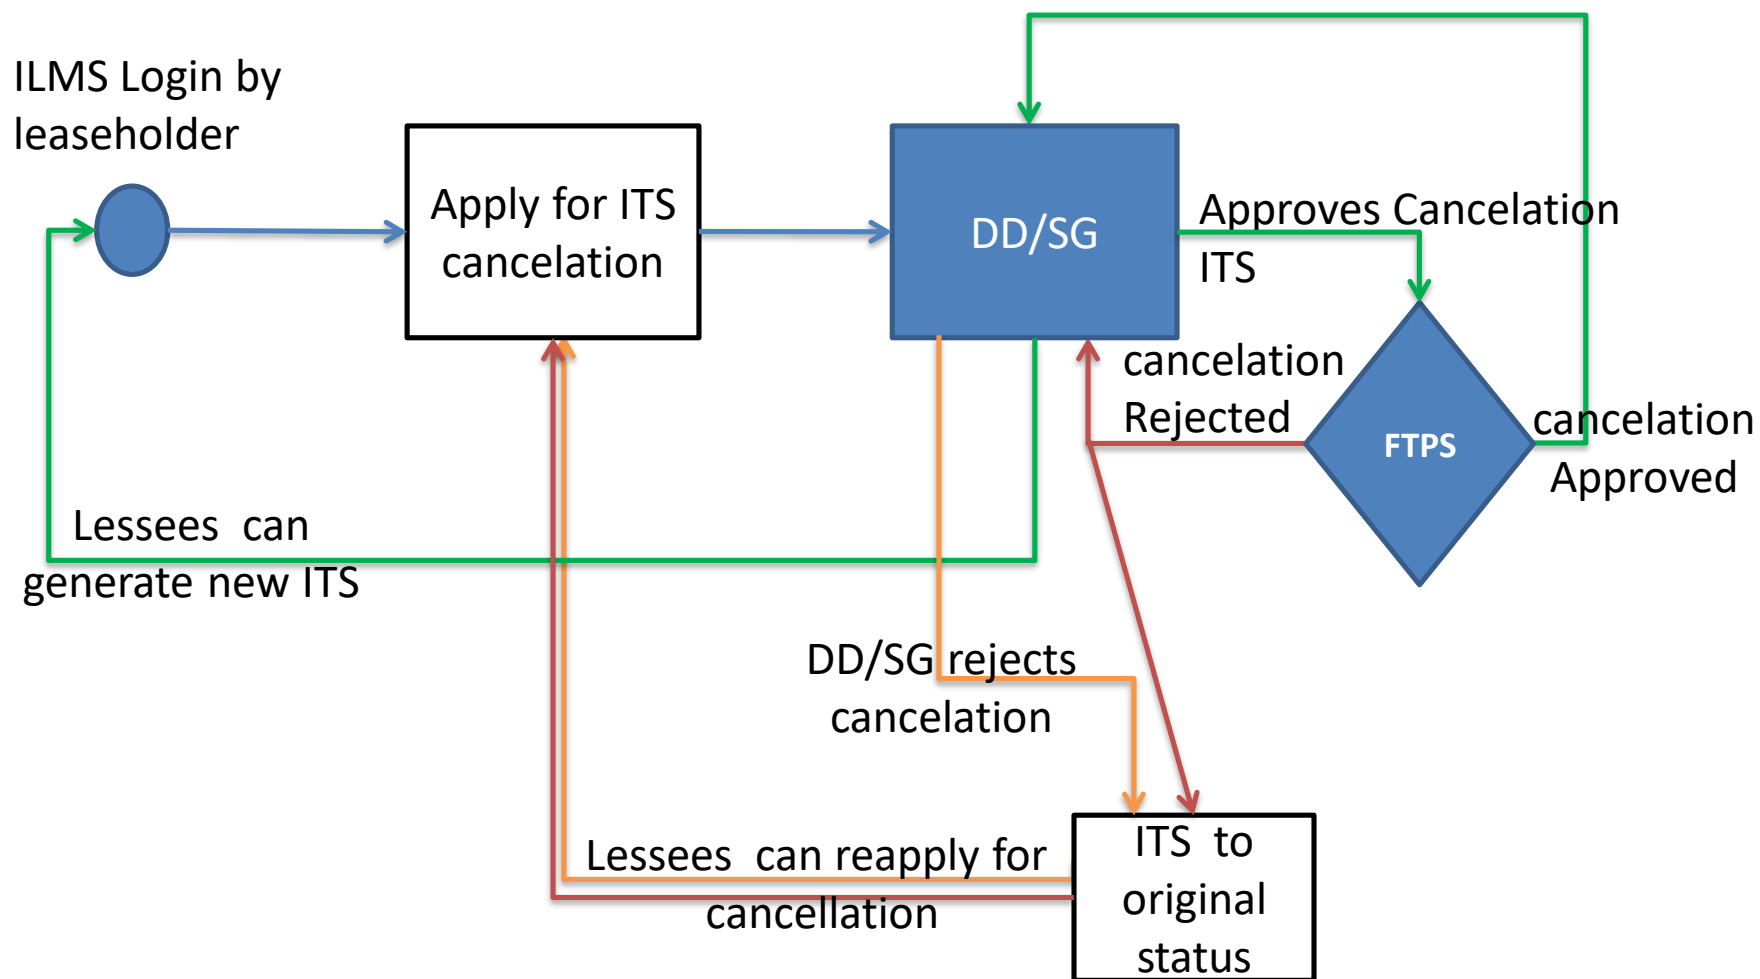 ILMS Login by
leaseholder
Apply for ITS
cancelation
DD/SG
Approves Cancelation
ITS
cancelation
Rejected
FTPS
cancelation
Approved
Lessees can
generate new ITS
DD/SG rejects
cancelation
Lessees can reapply for
cancellation
ITS to
original
status